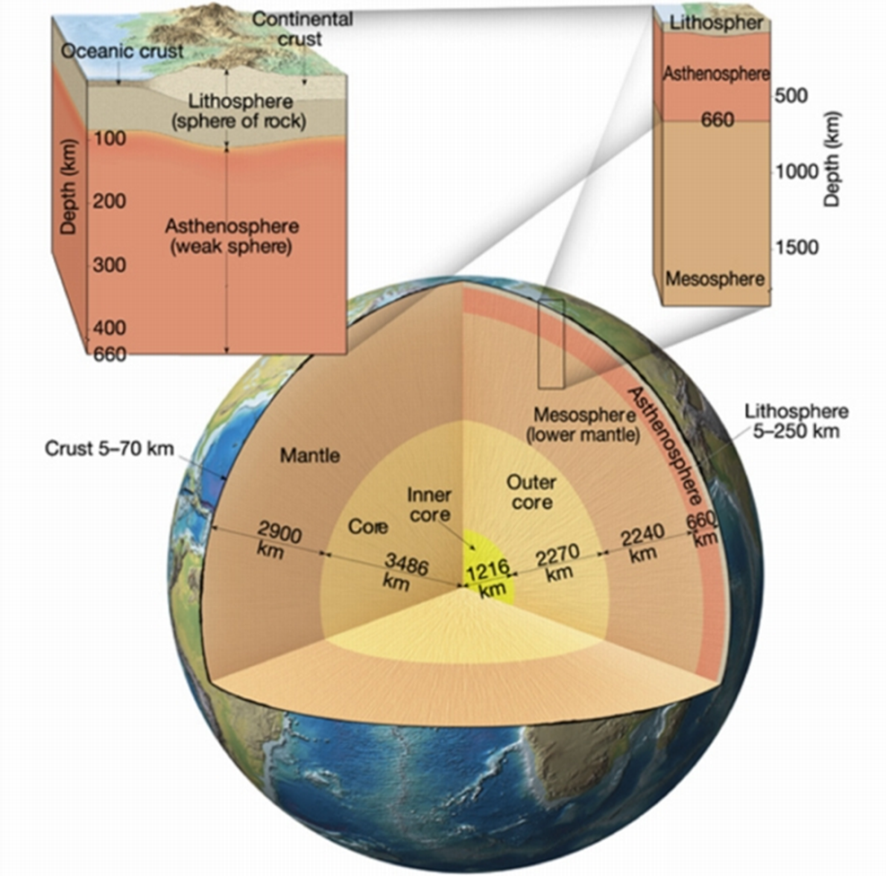 Continental
crust
Oceanic crust
Lithosphere
(sphere of rock)
100
200
Asthenosphere
(weak sphere)
300
400
660
Depth (km)
Lithospher
Asthenosphere
500
660
1000
1500
Mesosphere
Depth (km)
Crust 5–70 km
Mantle
Mesosphere
(lower mantle)
Asthenosphere
Lithosphere
5–250 km
Inner
core
Outer
core
Core
2900
km
3486
km
1216
km
2270
km
2240
km
660
km